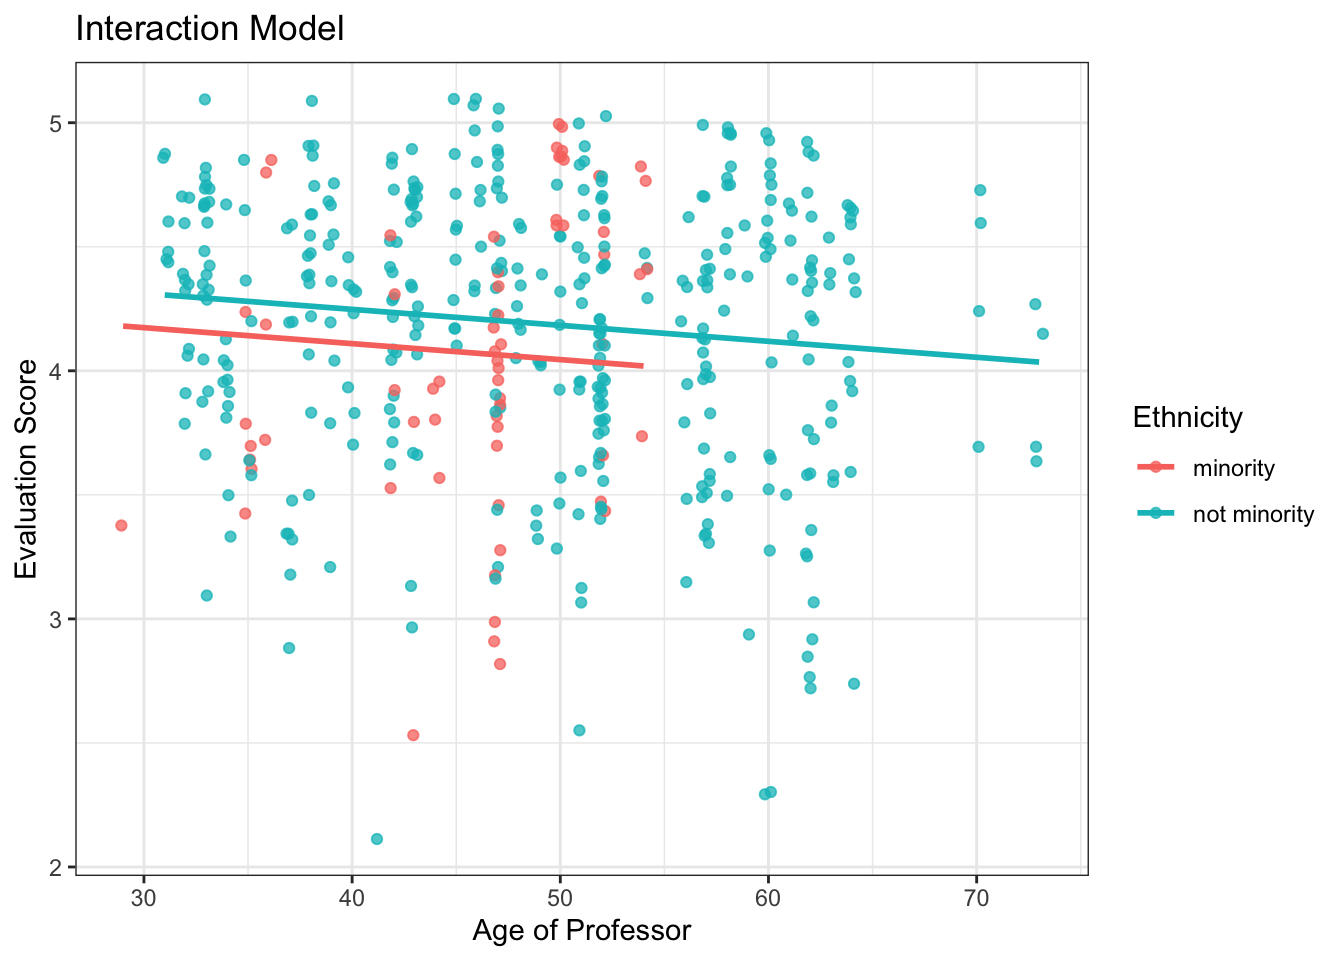 Interaction Model
5
4
3
2
Evaluation Score
30 40 50 60 70
Age of Professor
Ethnicity
minority
not minority